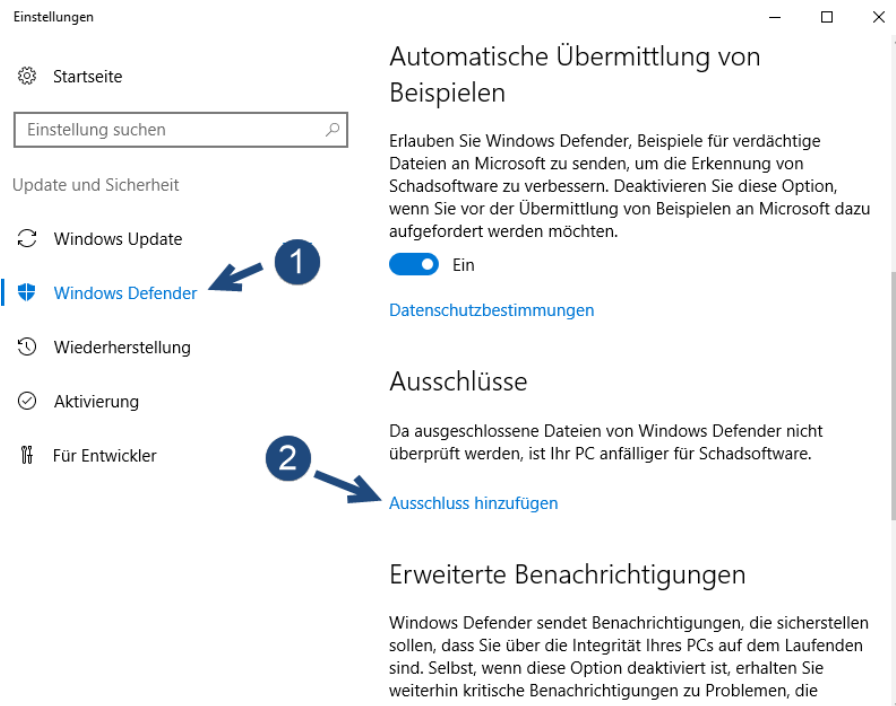 Einstellungen
Startseite
Einstellung suchen
Update und Sicherheit
Windows Update
1
Windows Defender
Wiederherstellung
Aktivierung
Für Entwickler
2
Automatische Übermittlung von
Beispielen
Erlauben Sie Windows Defender, Beispiele für verdächtige
Dateien an Microsoft zu senden, um die Erkennung von
Schadsoftware zu verbessern. Deaktivieren Sie diese Option,
wenn Sie vor der Übermittlung von Beispielen an Microsoft dazu
aufgefordert werden möchten.
Ein
Datenschutzbestimmungen
Ausschlüsse
Da ausgeschlossene Dateien von Windows Defender nicht
überprüft werden, ist Ihr PC anfälliger für Schadsoftware.
Ausschluss hinzufügen
Erweiterte Benachrichtigungen
Windows Defender sendet Benachrichtigungen, die sicherstellen
sollen, dass Sie über die Integrität Ihres PCs auf dem Laufenden
sind. Selbst, wenn diese Option deaktiviert ist, erhalten Sie
weiterhin kritische Benachrichtigungen zu Problemen, die